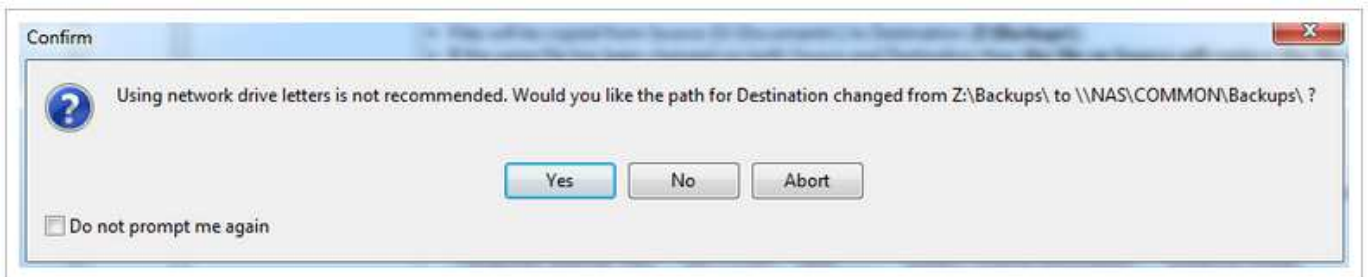 Confirm
Using network drive letters is not recommended. Would you like the path for Destination changed from Z:\Backups\ to \\NAS\COMMON\Backups\ ?
Yes No Abort
Do not prompt me again